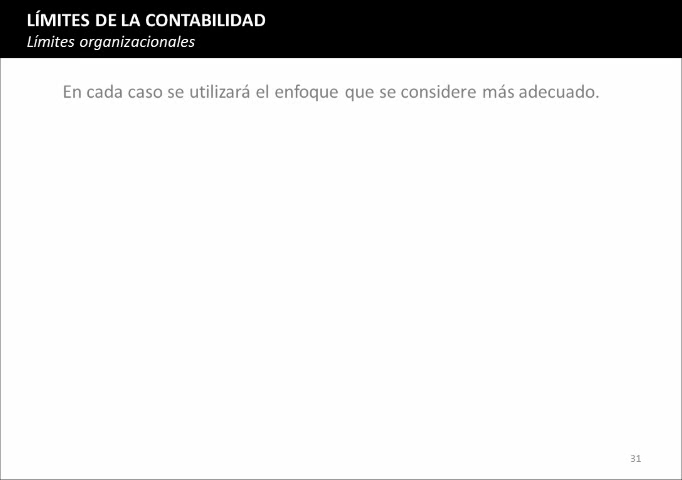 LÍMITES DE LA CONTABILIDAD
Límites organizacionales
En cada caso se utilizará el enfoque que se considere más adecuado.
31